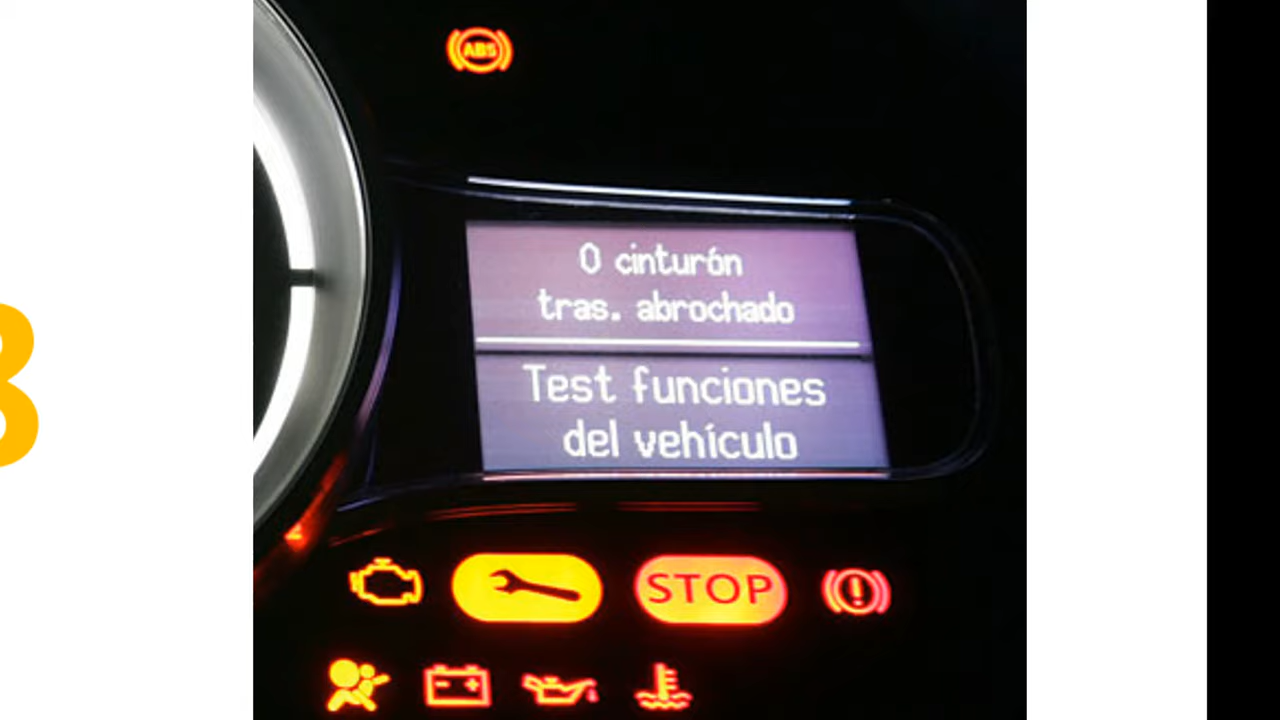 ABS
0 cinturón
tras. abrochado
Test funciones
del vehículo
STOP